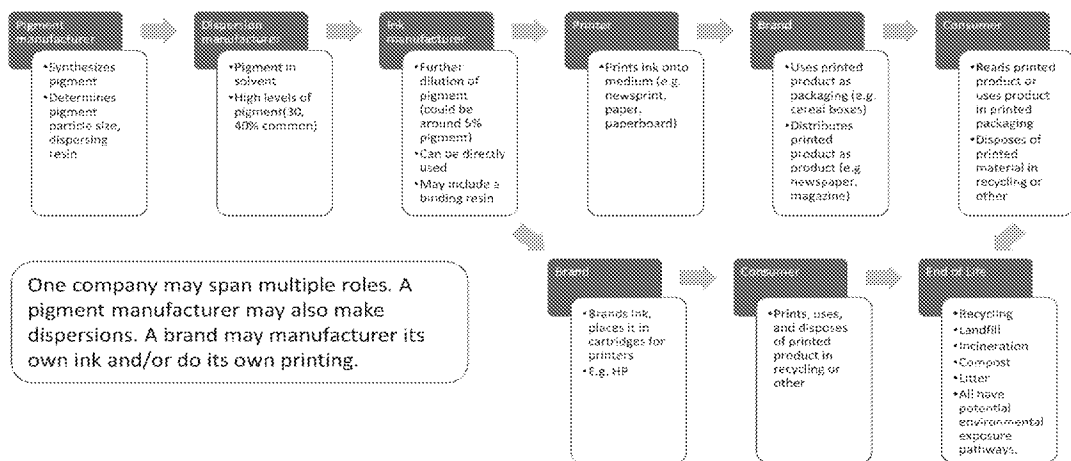 Pigment
manufacturer
•Synthesizes
pigment
•Determines
pigment
particle size,
dispersing
resin
Dispersion
manufacturer
•Pigment in
solvent
•High levels of
pigment(30,
40% common)
Ink
manufacturer
•Further
dilution of
pigment
(could be
around 5%
pigment)
•Can be directly
used
•May include a
binding resin
Printer
•Prints ink onto
medium (e.g.
newsprint,
paper,
paperboard)
Brand
•Uses printed
product as
packaging (e.g.
cereal boxes)
•Distributes
printed
product as
product (e.g
newspaper,
magazine)
Consumer
•Reads printed
product or
uses product
in printed
packaging
•Disposes of
printed
material in
recycling or
other
One company may span multiple roles. A
pigment manufacturer may also make
dispersions. A brand may manufacturer its
own ink and/or do its own printing.
Brand
•Brands ink,
places it in
cartridges for
printers
•E.g. HP
Consumer
•Prints, uses,
and disposes
of printed
product in
recycling or
other
End of Life
•Recycling
•Landfill
•Incineration
•Compost
•Litter
•All have
potential
environmental
exposure
pathways.